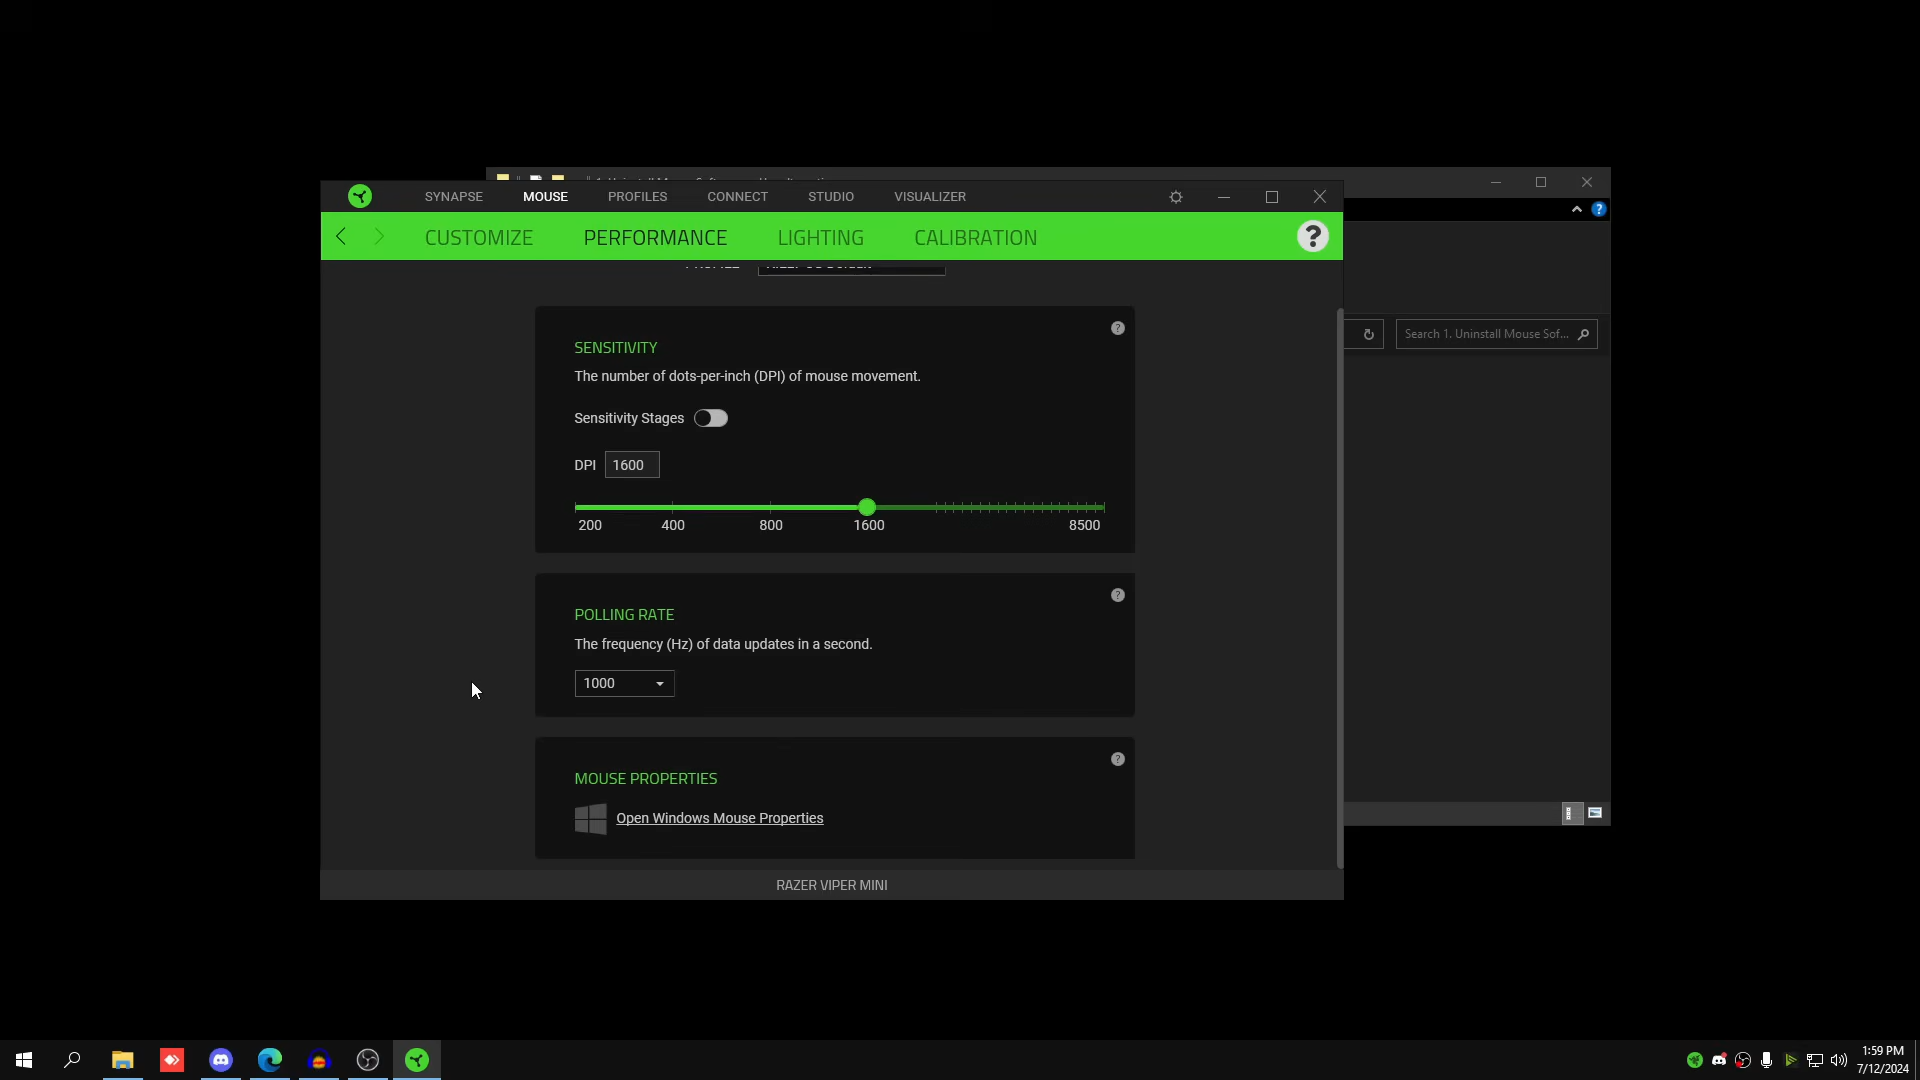 SYNAPSE MOUSE PROFILES CONNECT STUDIO VISUALIZER
CUSTOMIZE PERFORMANCE LIGHTING CALIBRATION
?
?
SENSITIVITY
?
Search 1. Uninstall Mouse Sof...
The number of dots-per-inch (DPI) of mouse movement.
Sensitivity Stages
DPI 1600
200 400 800 1600 8500
?
POLLING RATE
The frequency (Hz) of data updates in a second.
1000
?
MOUSE PROPERTIES
Open Windows Mouse Properties
RAZER VIPER MINI
1:59 PM
7/12/2024